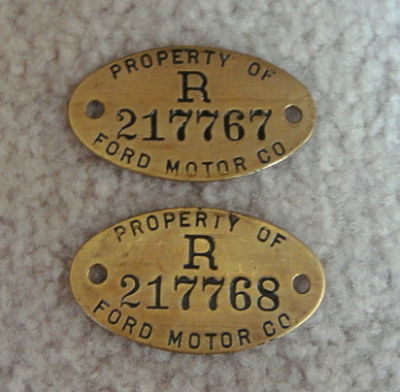 PROPERTY OF
R
217767
FORD MOTOR CO
PROPERTY OF
R
217768
FORD MOTOR CO.